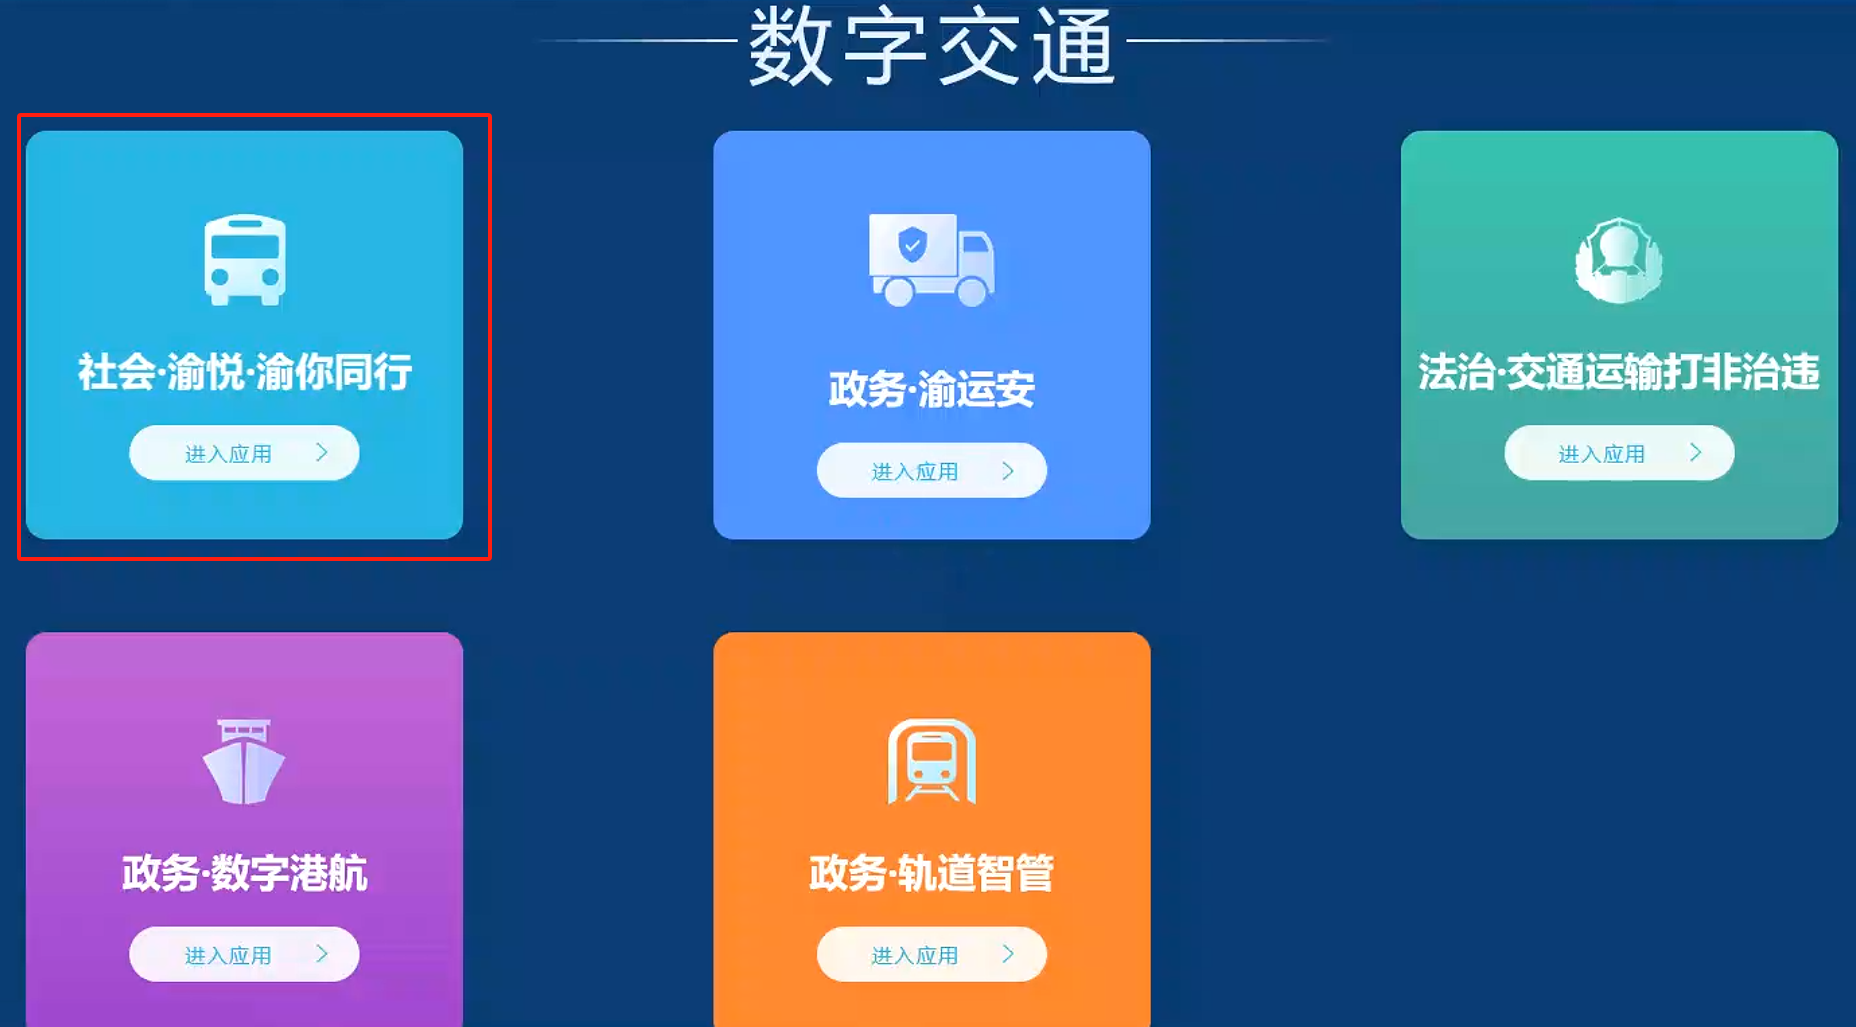 数字交通
社会·渝悦·渝你同行
进入应用
政务·渝运安
进入应用
法治·交通运输打非治违
进入应用
政务·数字港航
进入应用
政务·轨道智管
进入应用